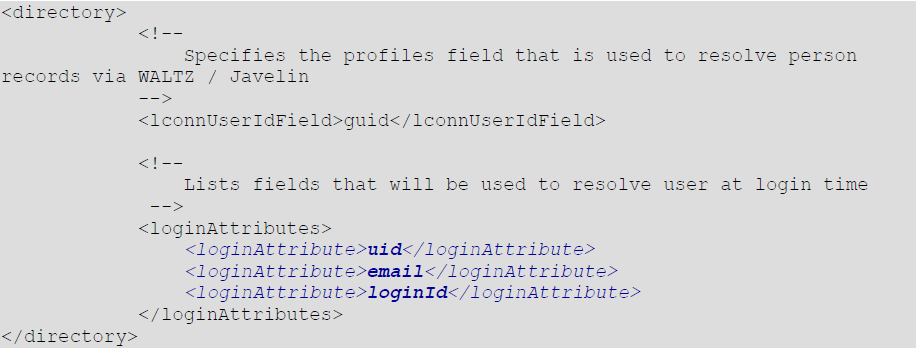 <directory>
<!--
Specifies the profiles field that is used to resolve person
records via WALTZ / Javelin
-->
<lconnUserIdField>guid</lconnUserIdField>
<!--
Lists fields that will be used to resolve user at login time
-->
<loginAttributes>
<loginAttribute>uid</loginAttribute>
<loginAttribute>email</loginAttribute>
<loginAttribute>loginId</loginAttribute>
</loginAttributes>
</directory>